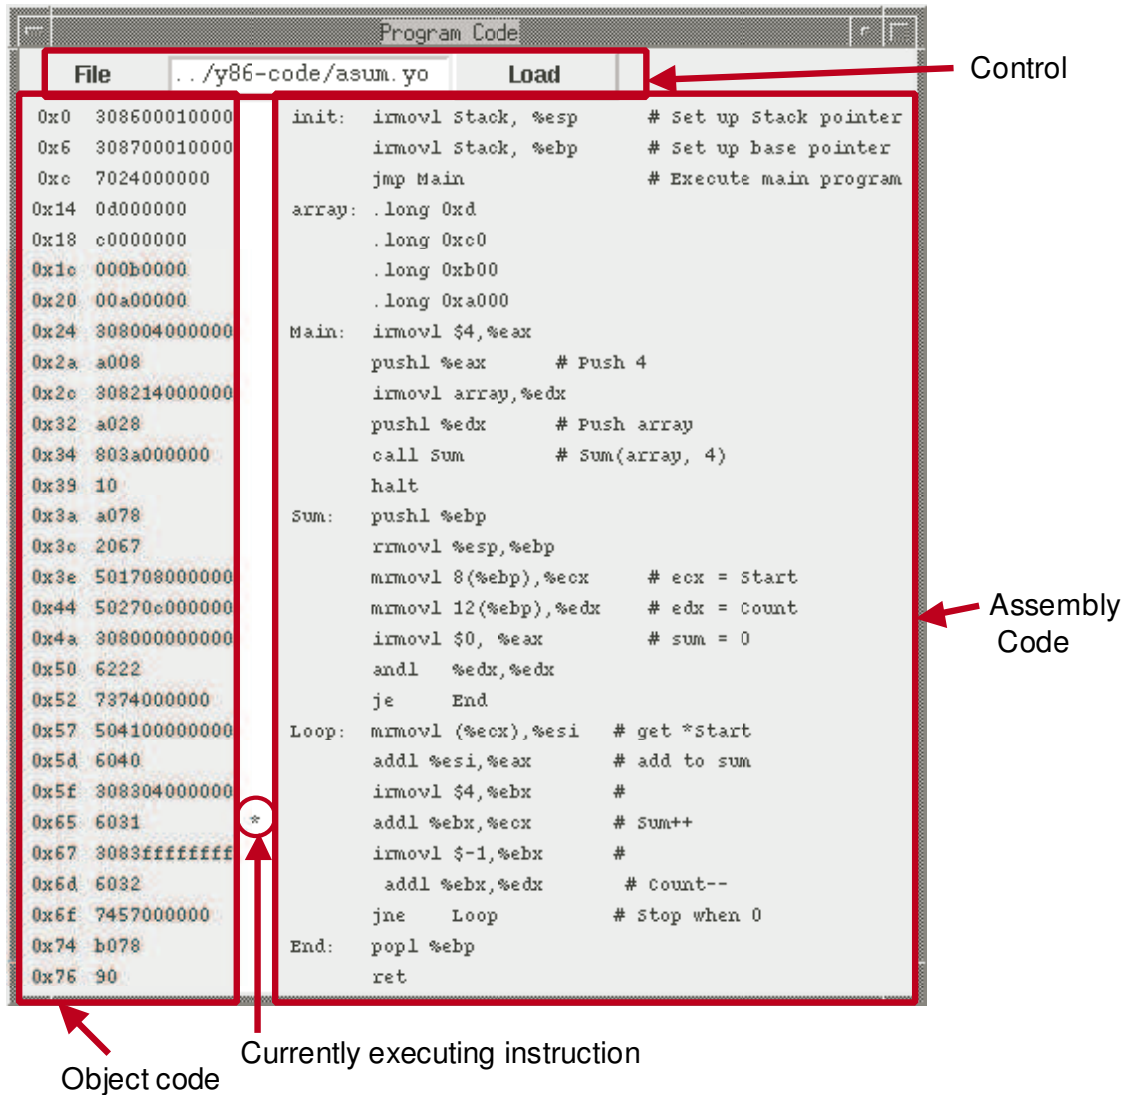 Program Code
File ../y86-code/asum.yo Load
Control
0x0 308600010000 init: irmovl Stack, %esp # Set up Stack pointer
0x6 308700010000 irmovl Stack, %ebp # Set up base pointer
0xc 7024000000 jmp Main # Execute main program
0x14 0d000000 array: .long 0xd
0x18 c0000000 .long 0xc0
0x1c 000b0000 .long 0xb00
0x20 00a00000 .long 0xa000
0x24 308004000000 Main: irmovl $4,%eax
0x2a a008 pushl %eax # Push 4
0x2c 308214000000 irmovl array,%edx
0x32 a028 pushl %edx # Push array
0x34 803a000000 call Sum # Sum(array, 4)
0x39 10 halt
0x3a a078 Sum: pushl %ebp
0x3c 2067 rrmovl %esp,%ebp
0x3e 501708000000 mrmovl 8(%ebp),%ecx # ecx = Start
0x44 50270c000000 mrmovl 12(%ebp),%edx # edx = Count
0x4a 308000000000 irmovl $0, %eax # sum = 0
0x50 6222 andl %edx,%edx
0x52 7374000000 je End
0x57 504100000000 Loop: mrmovl (%ecx),%esi # get *Start
0x5d 6040 addl %esi,%eax # add to sum
0x5f 308304000000 irmovl $4,%ebx #
0x65 6031 * addl %ebx,%ecx # Sum++
0x67 3083ffffffff irmovl $-1,%ebx #
0x6d 6032 addl %ebx,%edx # Count--
0x6f 7457000000 jne Loop # Stop when 0
0x74 b078 End: popl %ebp
0x76 90 ret
Assembly
Code
Currently executing instruction
Object code